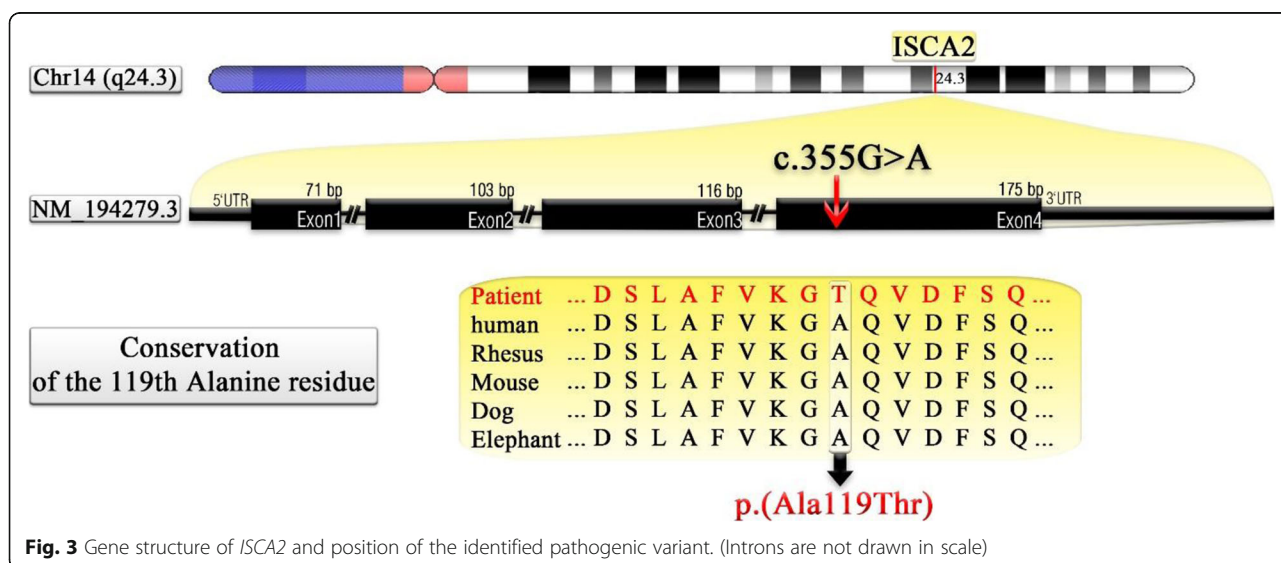 ISCA2
Chr14 (q24.3)
24.3
c.355G>A
NM_194279.3
5'UTR 71 bp 103 bp 116 bp 175 bp 3'UTR
Exon1 Exon2 Exon3 Exon4
Patient ... D S L A F V K G T Q V D F S Q ...
human ... D S L A F V K G A Q V D F S Q ...
Rhesus ... D S L A F V K G A Q V D F S Q ...
Mouse ... D S L A F V K G A Q V D F S Q ...
Dog ... D S L A F V K G A Q V D F S Q ...
Elephant ... D S L A F V K G A Q V D F S Q ...
Conservation
of the 119th Alanine residue
p.(Ala119Thr)
Fig. 3 Gene structure of ISCA2 and position of the identified pathogenic variant. (Introns are not drawn in scale)